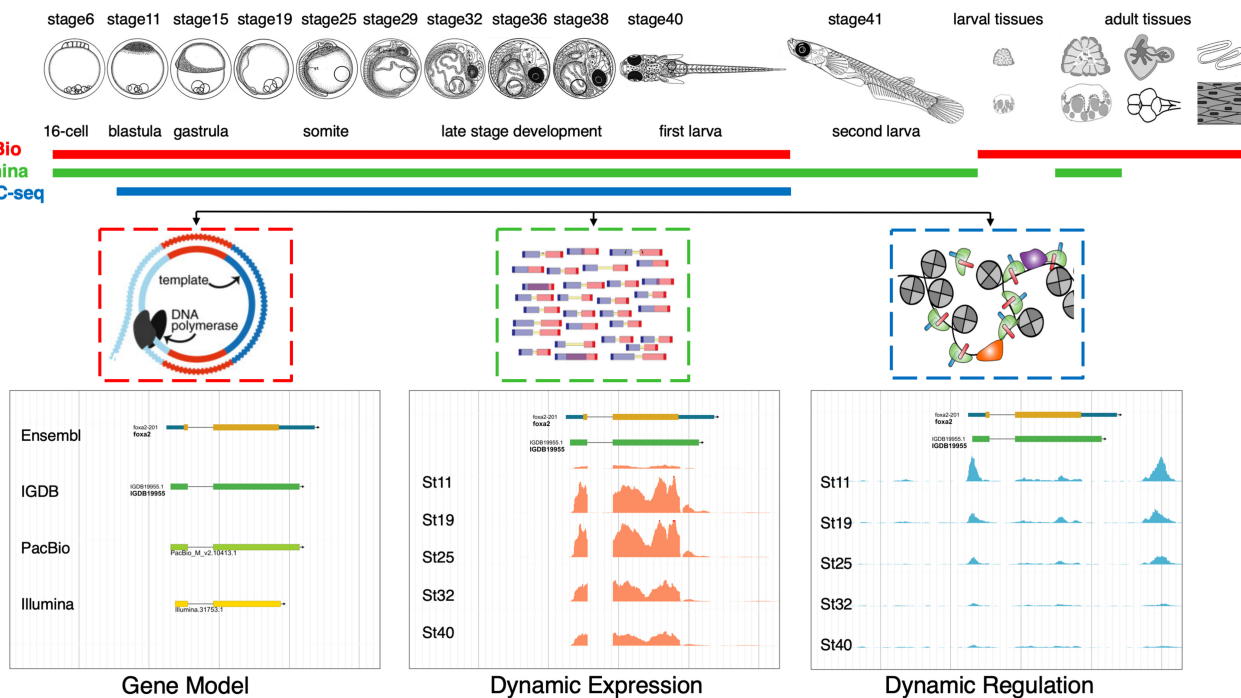 stage6 stage11 stage15 stage19 stage25 stage29 stage32 stage36 stage38 stage40 stage41 larval tissues adult tissues
16-cell blastula gastrula somite late stage development first larva second larva
Bio
ina
C-seq
template
DNA
polymerase
Ensembl
foxa2-201
foxa2
IGDB
IGDB19955.1
IGDB19955
PacBio
PacBio_M_v2.10413.1
Illumina
Illumina.31753.1
Gene Model
foxa2-201
foxa2
IGDB19955.1
IGDB19955
St11
St19
St25
St32
St40
Dynamic Expression
foxa2-201
foxa2
IGDB19955.1
IGDB19955
St11
St19
St25
St32
St40
Dynamic Regulation